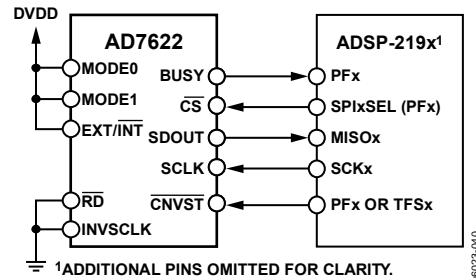 DVDD
AD7622
ADSP-219x¹
MODE0
MODE1
EXT/INT
RD
INVSCLK
BUSY
CS
SDOUT
SCLK
CNVST
PFx
SPIxSEL (PFx)
MISOx
SCKx
PFx OR TFSx
¹ADDITIONAL PINS OMITTED FOR CLARITY.